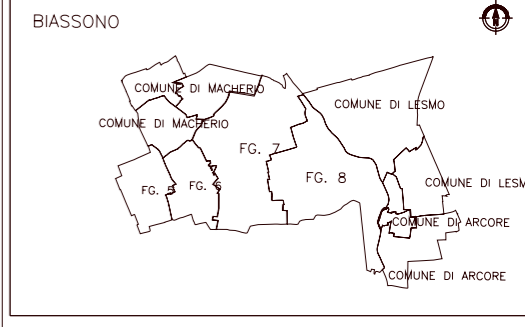 BIASSONO
COMUNE DI MACHERIO
COMUNE DI LESMO
COMUNE DI MACHERIO
FG. 7
FG. 8
FG. 5
FG. 6
COMUNE DI LESM
COMUNE DI ARCORE
COMUNE DI ARCORE